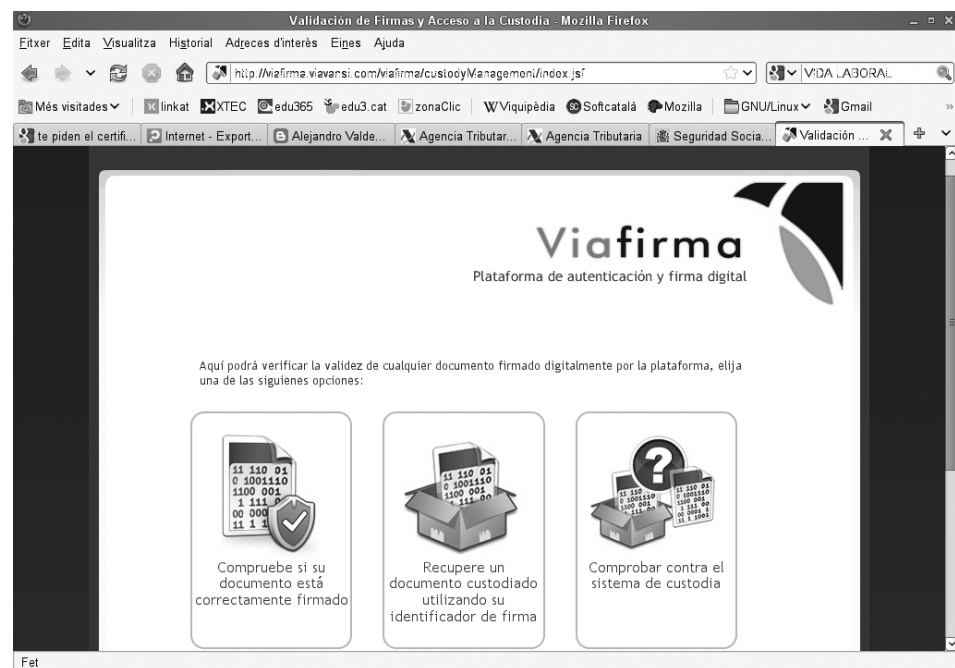 Validación de Firmas y Acceso a la Custodia - Mozilla Firefox
Fitxer Edita Visualitza Historial Adreces d'interès Eines Ajuda
http://viafirma.viavansi.com/viafirma/custodyManagement/index.jsf VIDA LABORAL
Més visitades linkat XTEC edu365 edu3.cat zonaClic Viquipèdia Softcatalà Mozilla GNU/Linux Gmail
te piden el certifi... Internet - Export... Alejandro Valde... Agencia Tributar... Agencia Tributaria Seguridad Socia... Validación ...
Viafirma
Plataforma de autenticación y firma digital
Aquí podrá verificar la validez de cualquier documento firmado digitalmente por la plataforma, elija
una de las siguienes opciones:
Compruebe si su
documento está
correctamente firmado
Recupere un
documento custodiado
utilizando su
identificador de firma
Comprobar contra el
sistema de custodia
Fet